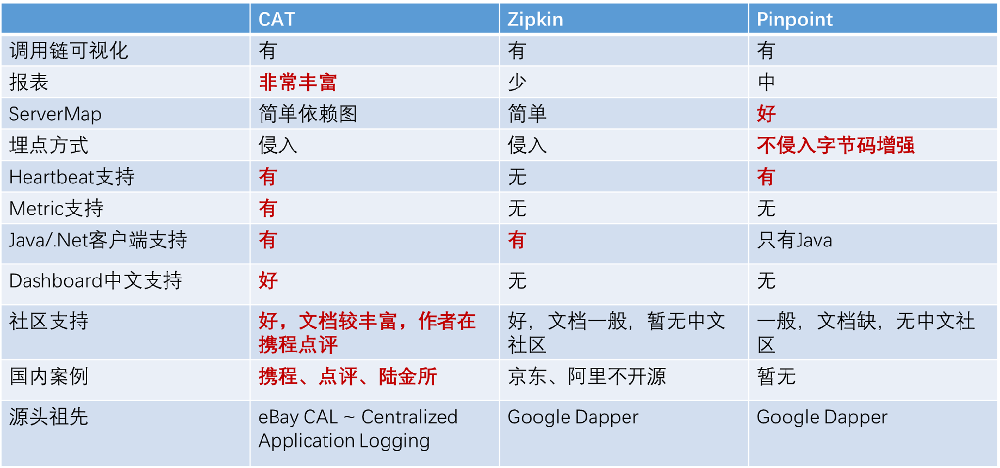 CAT Zipkin Pinpoint
调用链可视化 有 有 有
报表 非常丰富 少 中
ServerMap 简单依赖图 简单 好
埋点方式 侵入 侵入 不侵入字节码增强
Heartbeat支持 有 无 有
Metric支持 有 无 无
Java/.Net客户端支持 有 有 只有Java
Dashboard中文支持 好 无 无
社区支持 好，文档较丰富，作者在 好，文档一般，暂无中文 一般，文档缺，无中文社
携程点评 社区 区
国内案例 携程、点评、陆金所 京东、阿里不开源 暂无
源头祖先 eBay CAL ~ Centralized Google Dapper Google Dapper
Application Logging